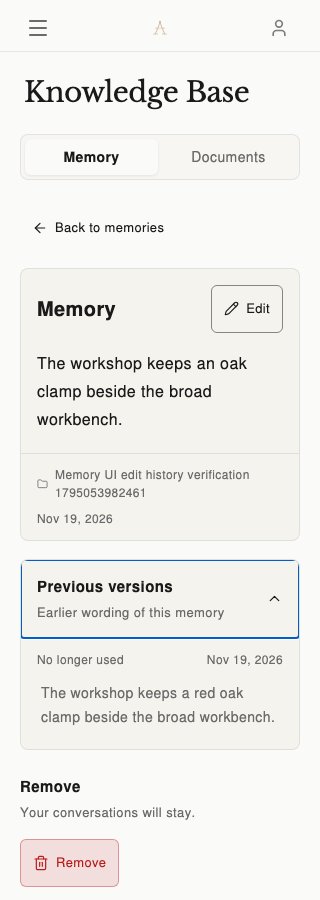 Knowledge Base
Memory
Documents
Back to memories
Memory
Edit
The workshop keeps an oak
clamp beside the broad
workbench.
Memory UI edit history verification
1795053982461
Nov 19, 2026
Previous versions
Earlier wording of this memory
No longer used
Nov 19, 2026
The workshop keeps a red oak
clamp beside the broad workbench.
Remove
Your conversations will stay.
Remove